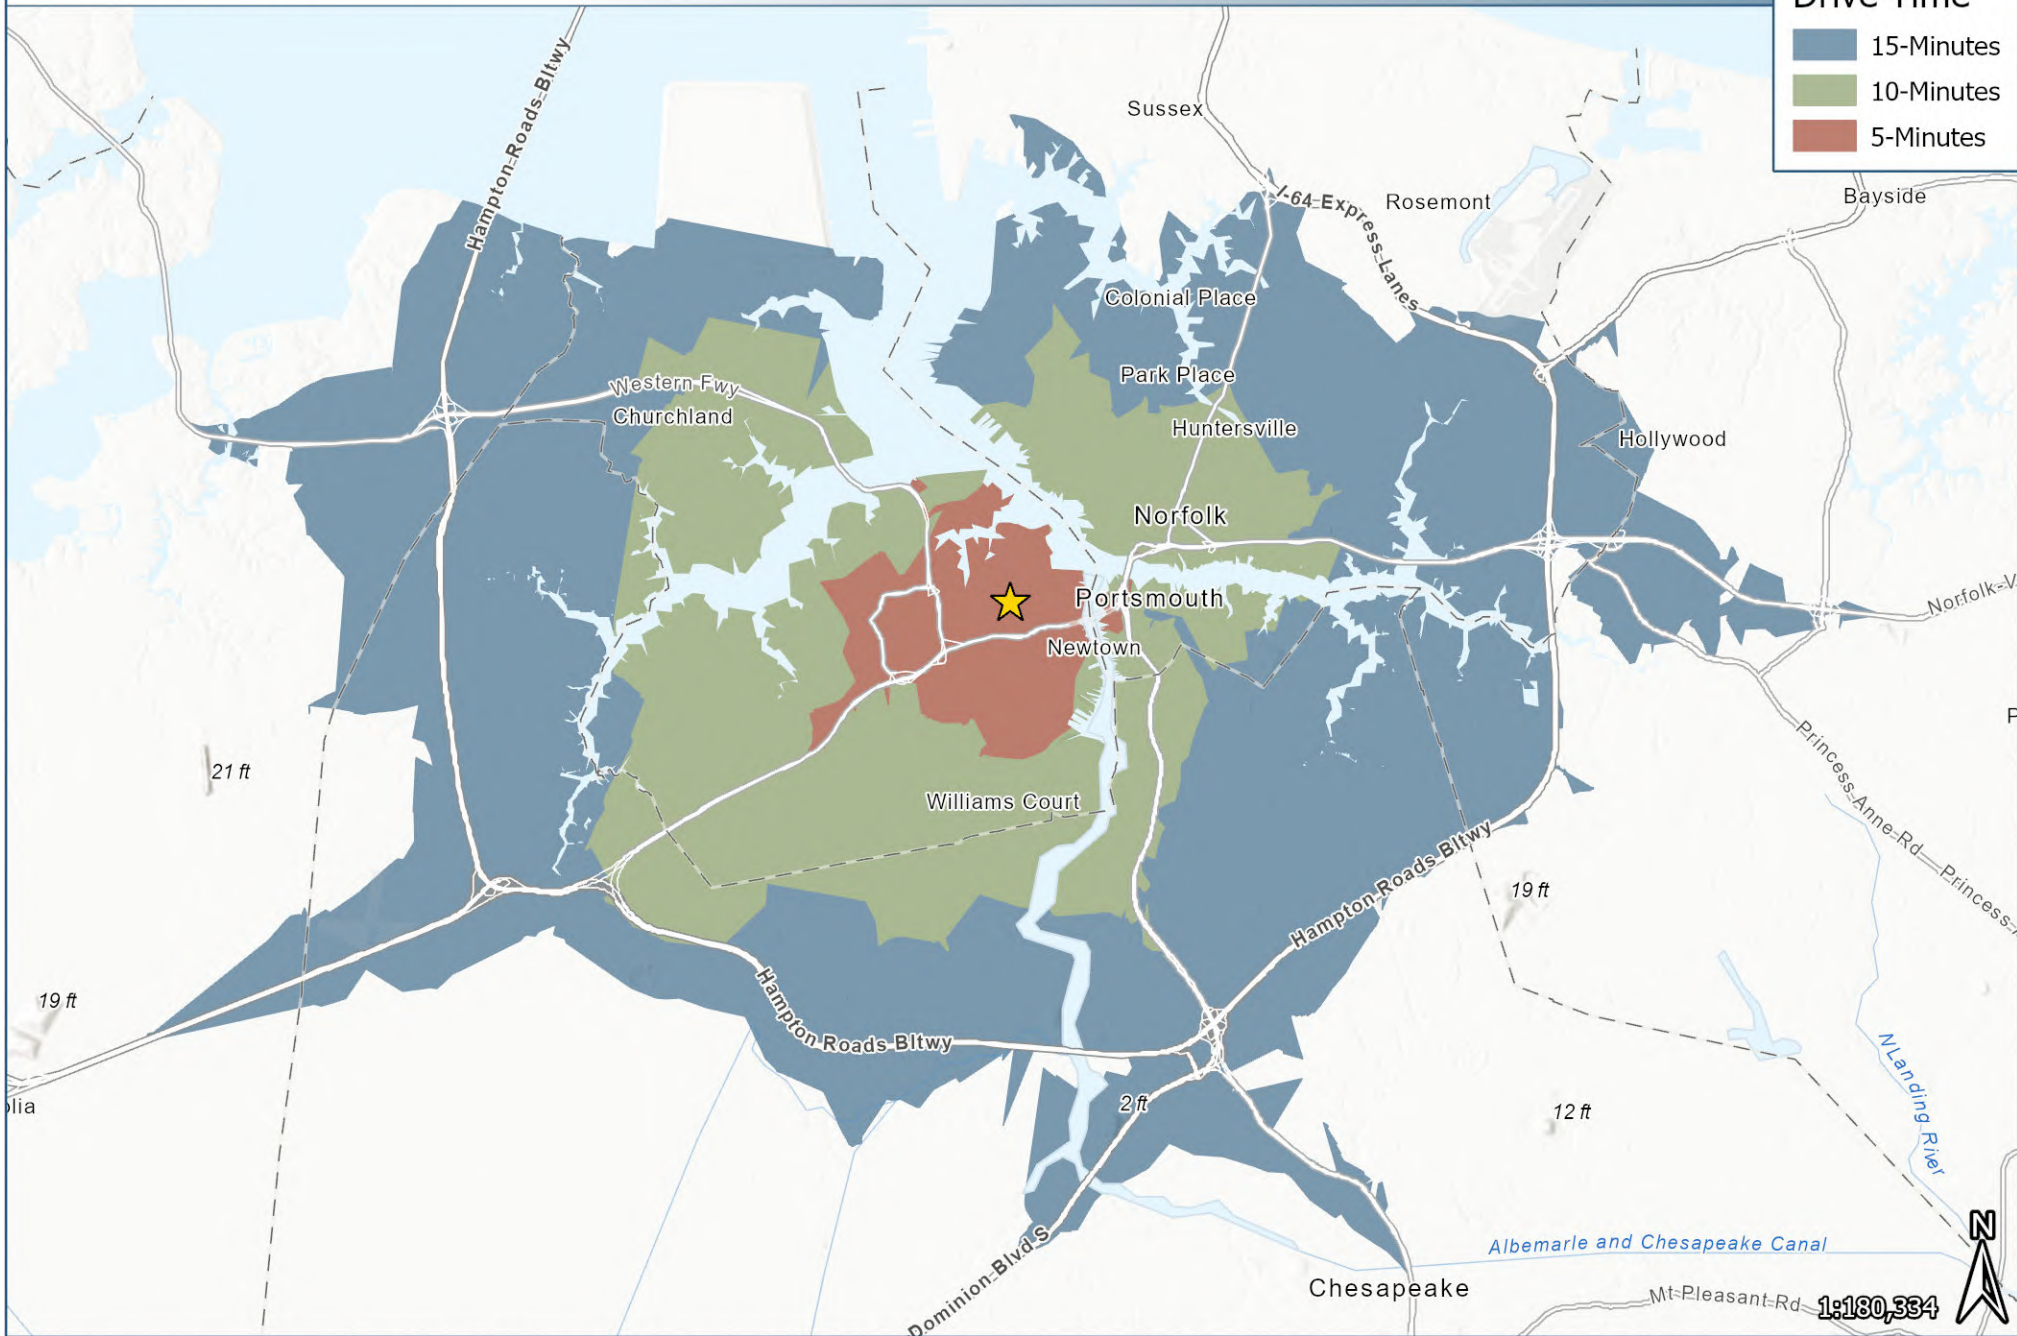 Drive Time
15-Minutes
10-Minutes
5-Minutes
Hampton Roads Bltwy
Sussex
I-64 Express Lanes
Rosemont
Bayside
Colonial Place
Park Place
Western Fwy
Churchland
Huntersville
Hollywood
Norfolk
Portsmouth
Norfolk-V
Newtown
21 ft
Williams Court
Princess Anne Rd
Princess
Hampton Roads Bltwy
19 ft
19 ft
Hampton Roads Bltwy
N Landing River
olia
2 ft
12 ft
N
Albemarle and Chesapeake Canal
Dominion Blvd S
Chesapeake
Mt Pleasant Rd
1:180,334